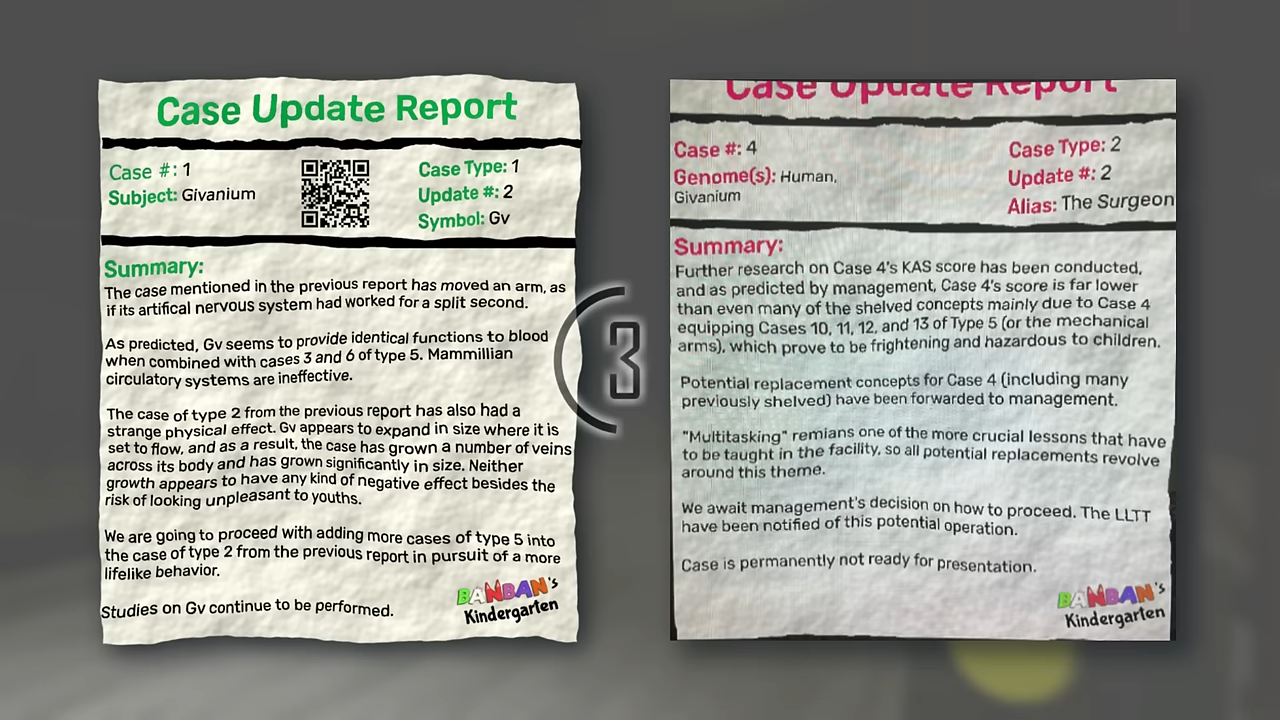 Case Update Report
Case #: 1
Subject: Givanium
Case Type: 1
Update #: 2
Symbol: Gv
Summary:
The case mentioned in the previous report has moved an arm, as
if its artifical nervous system had worked for a split second.
As predicted, Gv seems to provide identical functions to blood
when combined with cases 3 and 6 of type 5. Mammillian
circulatory systems are ineffective.
The case of type 2 from the previous report has also had a
strange physical effect. Gv appears to expand in size where it is
set to flow, and as a result, the case has grown a number of veins
across its body and has grown significantly in size. Neither
growth appears to have any kind of negative effect besides the
risk of looking unpleasant to youths.
We are going to proceed with adding more cases of type 5 into
the case of type 2 from the previous report in pursuit of a more
lifelike behavior.
Studies on Gv continue to be performed.
BANBAN's
Kindergarten
3
Case Update Report
Case #: 4
Genome(s): Human,
Givanium
Case Type: 2
Update #: 2
Alias: The Surgeon
Summary:
Further research on Case 4's KAS score has been conducted,
and as predicted by management, Case 4's score is far lower
than even many of the shelved concepts mainly due to Case 4
equipping Cases 10, 11, 12, and 13 of Type 5 (or the mechanical
arms), which prove to be frightening and hazardous to children.
Potential replacement concepts for Case 4 (including many
previously shelved) have been forwarded to management.
"Multitasking" remians one of the more crucial lessons that have
to be taught in the facility, so all potential replacements revolve
around this theme.
We await management's decision on how to proceed. The LLTT
have been notified of this potential operation.
Case is permanently not ready for presentation.
BANBAN's
Kindergarten